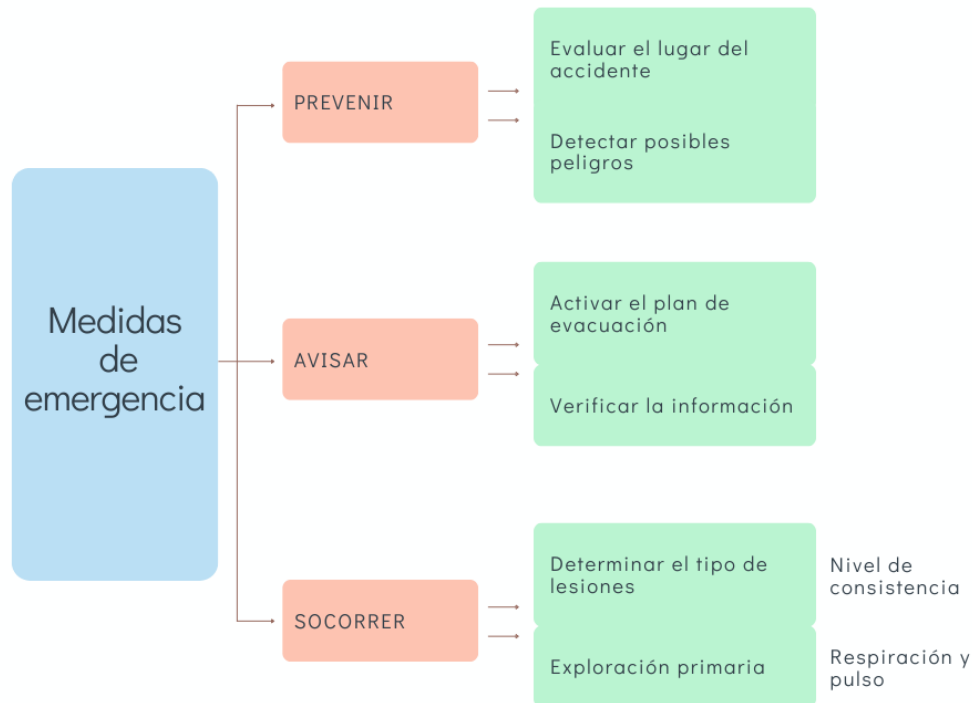 Medidas
de
emergencia
PREVENIR
Evaluar el lugar del
accidente
Detectar posibles
peligros
AVISAR
Activar el plan de
evacuación
Verificar la información
SOCORRER
Determinar el tipo de
lesiones
Nivel de
consistencia
Exploración primaria
Respiración y
pulso